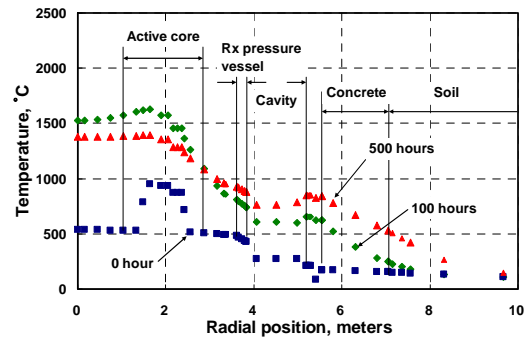 2500
2000
1500
1000
500
0
Temperature, °C
Active core
Rx pressure
vessel
Cavity
Concrete
Soil
500 hours
100 hours
0 hour
0 2 4 6 8 10
Radial position, meters